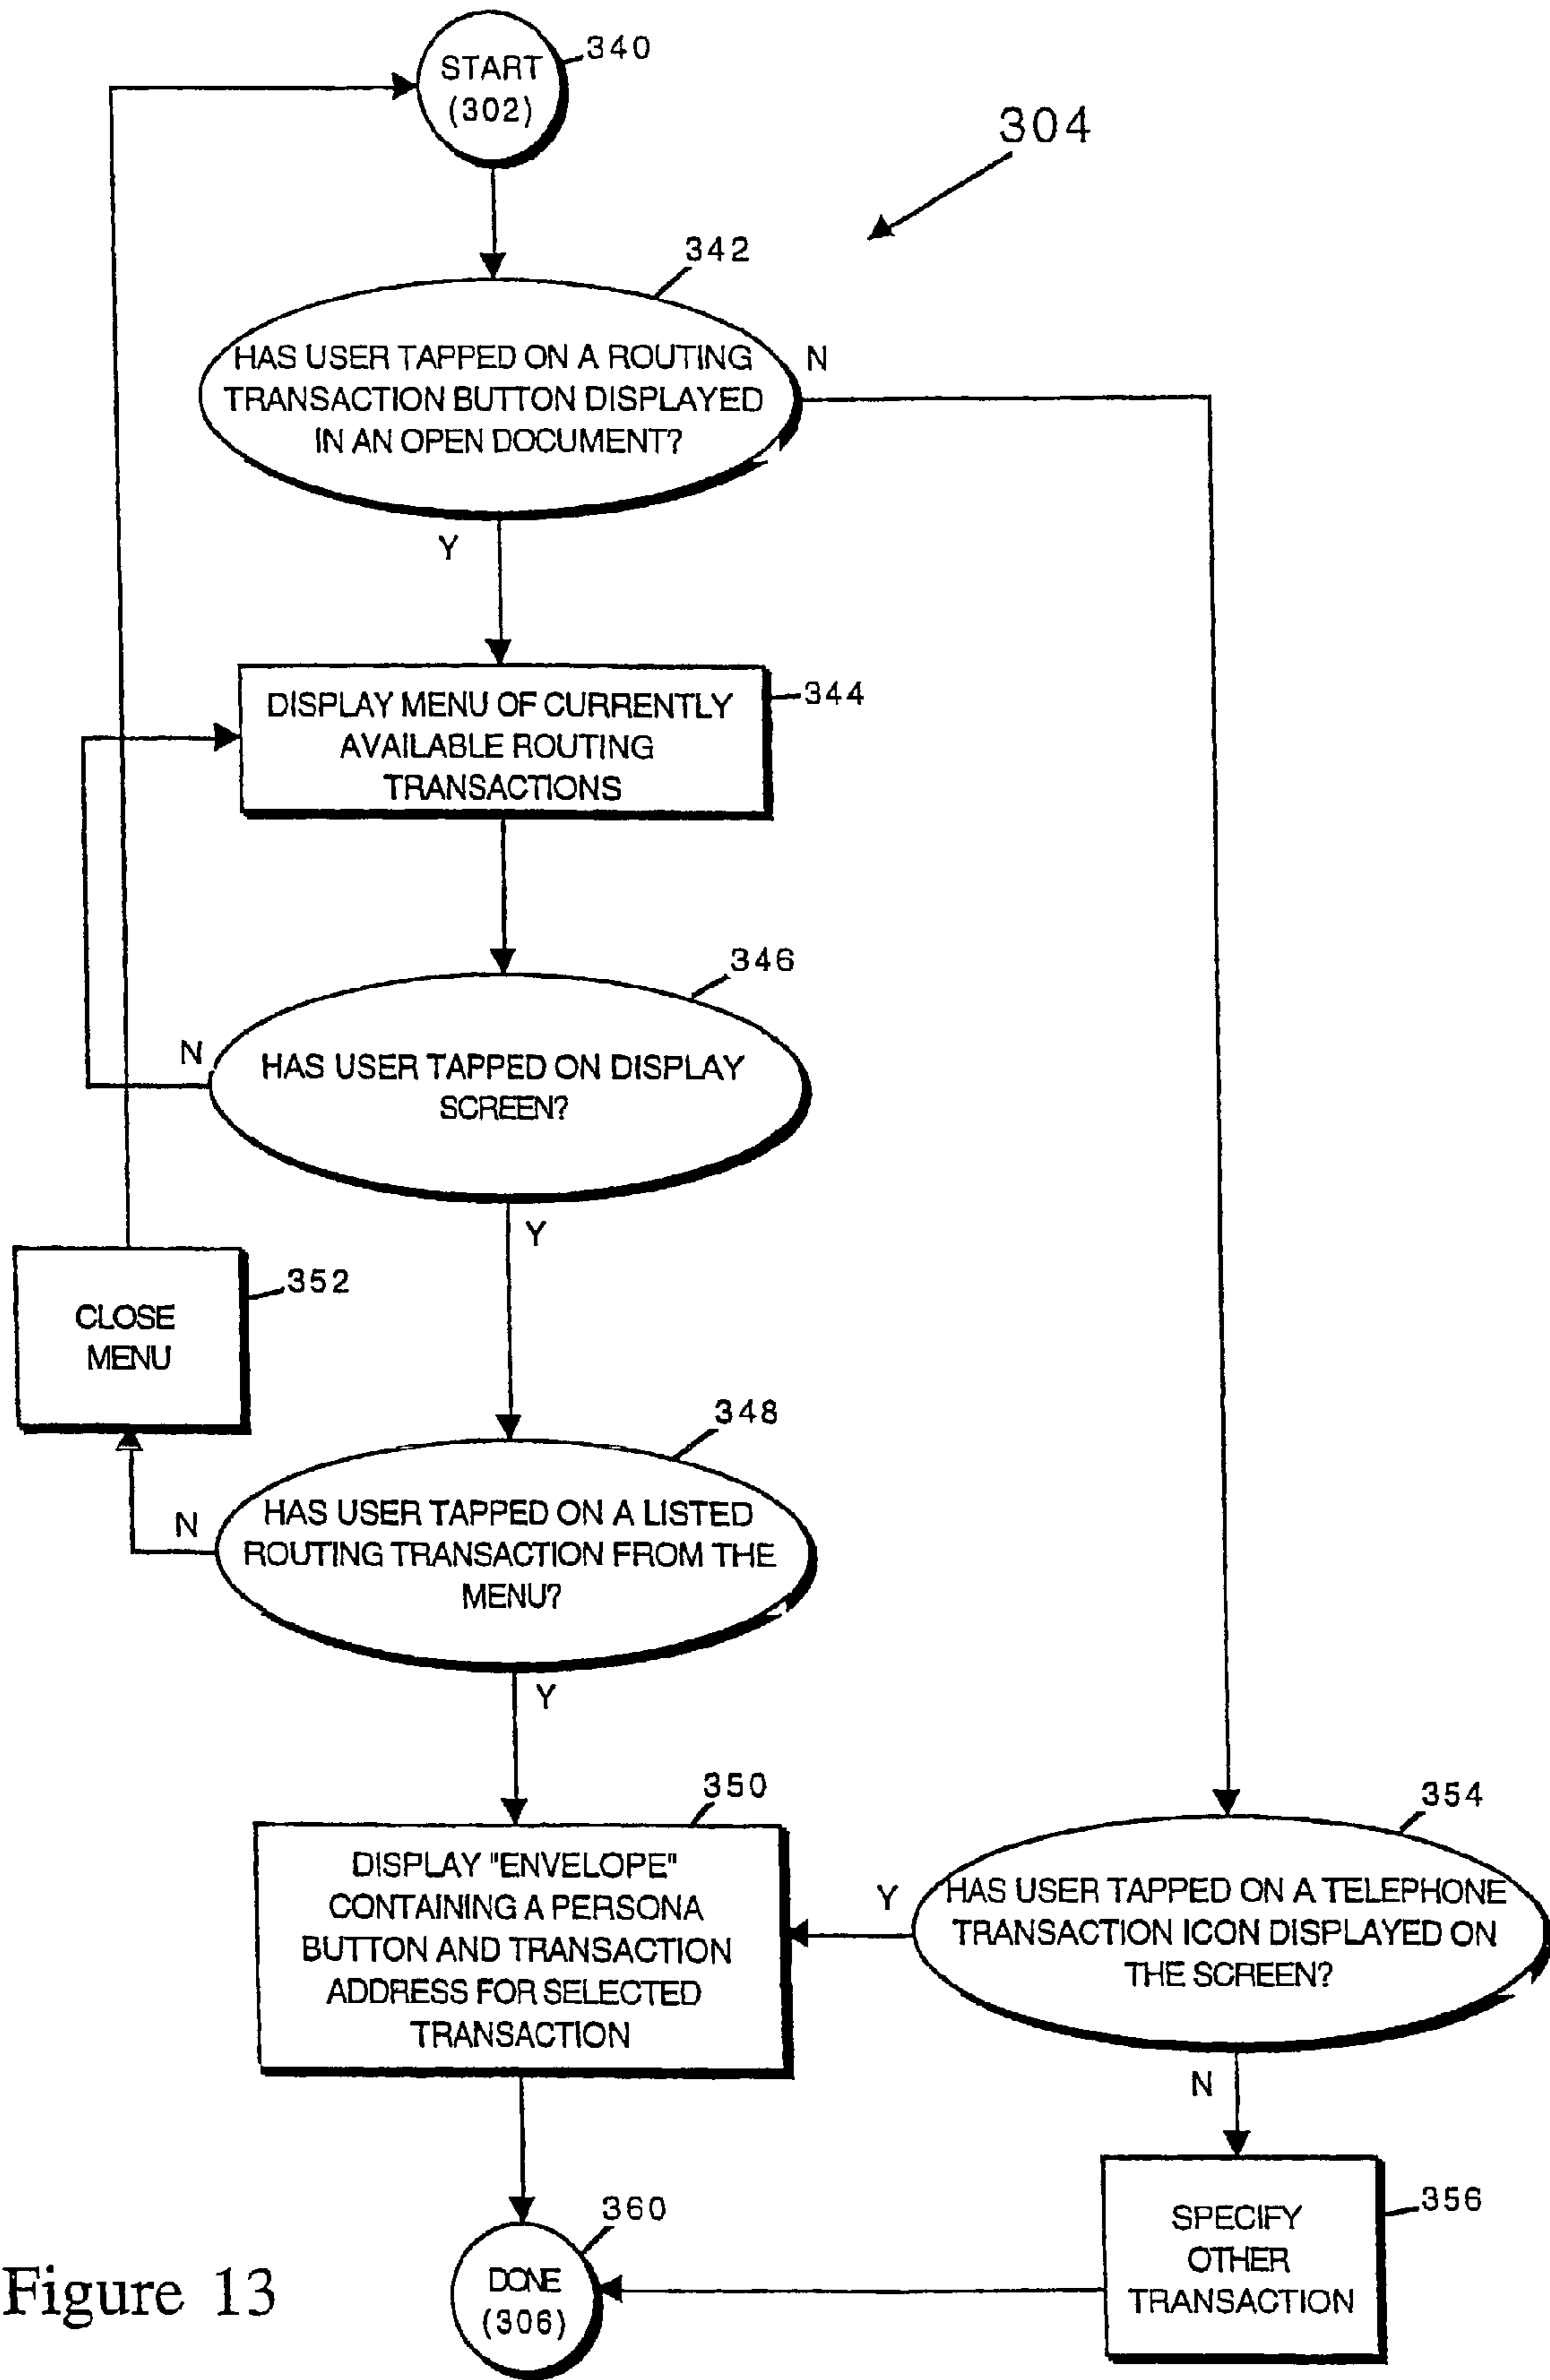 340
START
(302)
304
342
HAS USER TAPPED ON A ROUTING
TRANSACTION BUTTON DISPLAYED
IN AN OPEN DOCUMENT?
N
Y
344
DISPLAY MENU OF CURRENTLY
AVAILABLE ROUTING
TRANSACTIONS
346
N
HAS USER TAPPED ON DISPLAY
SCREEN?
Y
352
CLOSE
MENU
348
N
HAS USER TAPPED ON A LISTED
ROUTING TRANSACTION FROM THE
MENU?
Y
350
DISPLAY "ENVELOPE"
CONTAINING A PERSONA
BUTTON AND TRANSACTION
ADDRESS FOR SELECTED
TRANSACTION
354
Y
HAS USER TAPPED ON A TELEPHONE
TRANSACTION ICON DISPLAYED ON
THE SCREEN?
N
356
SPECIFY
OTHER
TRANSACTION
360
DONE
(306)
Figure 13